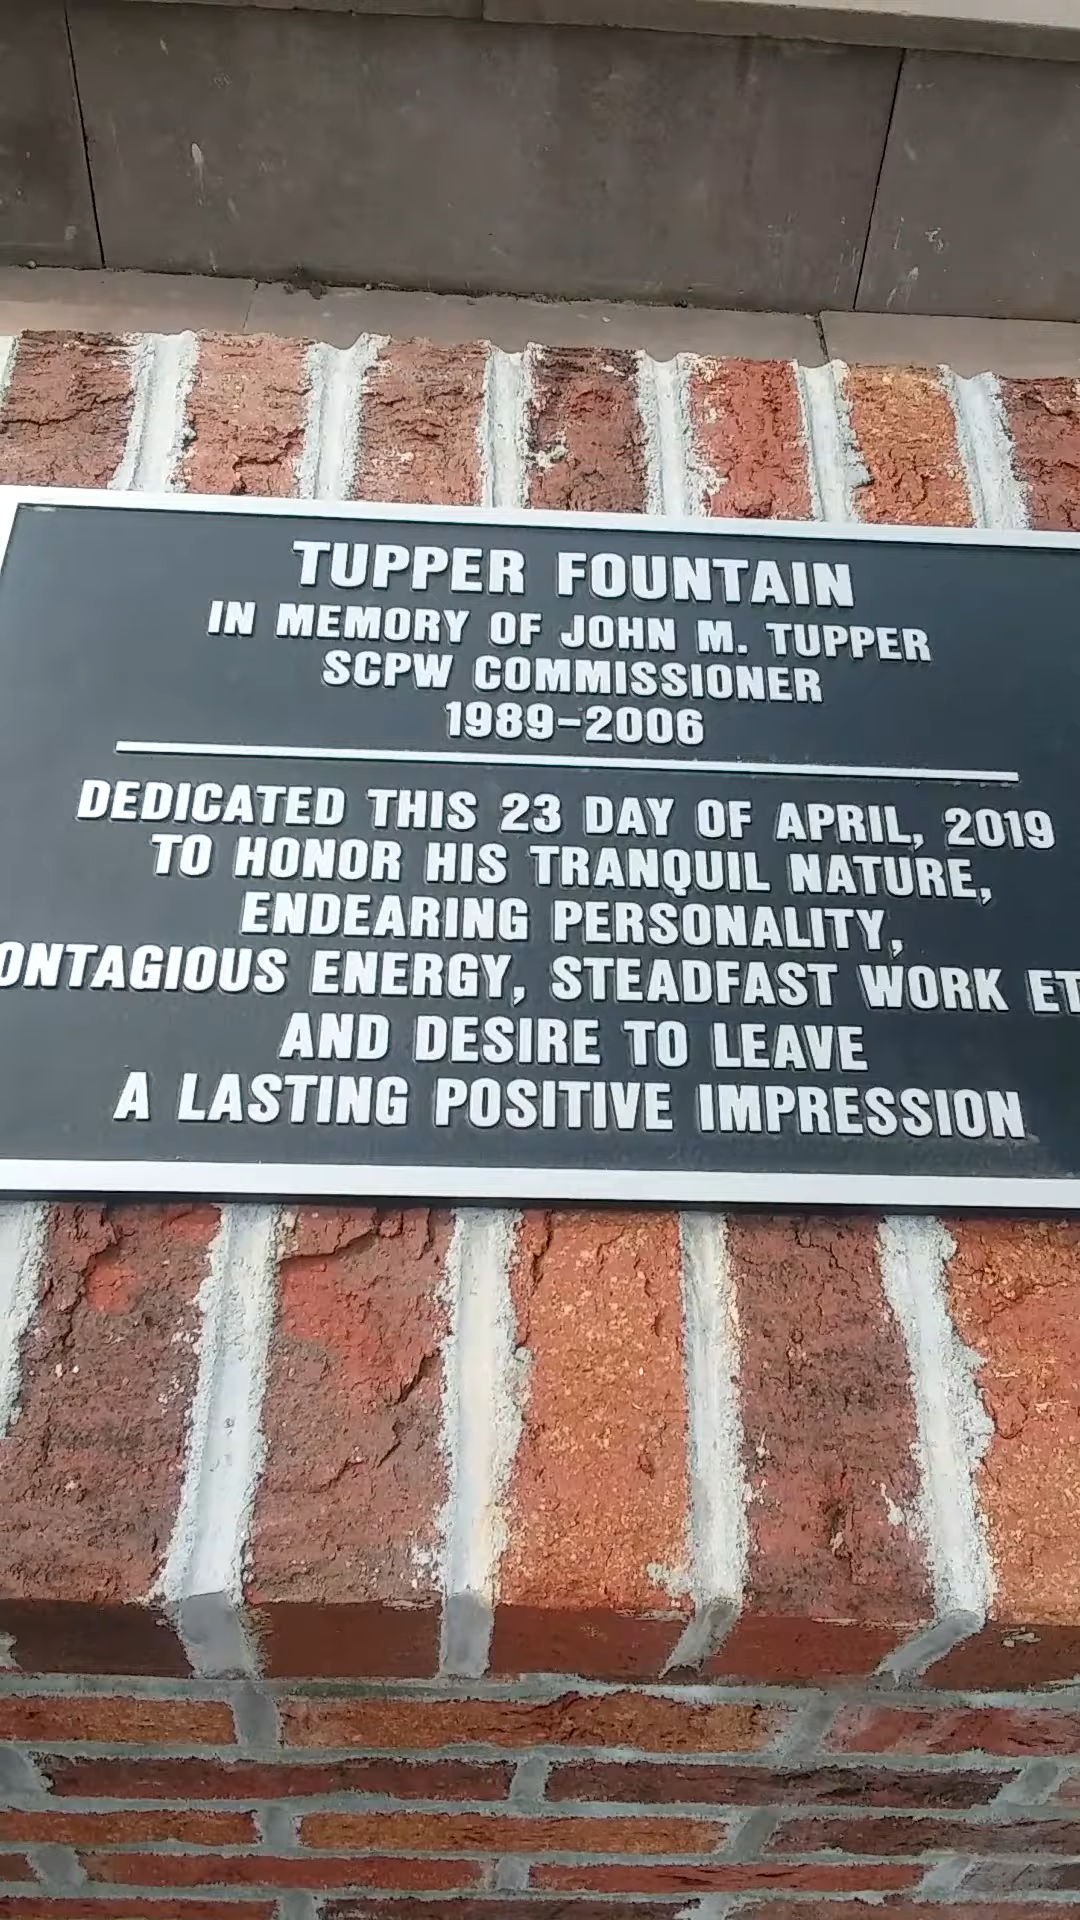 TUPPER FOUNTAIN
IN MEMORY OF JOHN M. TUPPER
SCPW COMMISSIONER
1989-2006
DEDICATED THIS 23 DAY OF APRIL, 2019
TO HONOR HIS TRANQUIL NATURE,
ENDEARING PERSONALITY,
ONTAGIOUS ENERGY, STEADFAST WORK ET
AND DESIRE TO LEAVE
A LASTING POSITIVE IMPRESSION